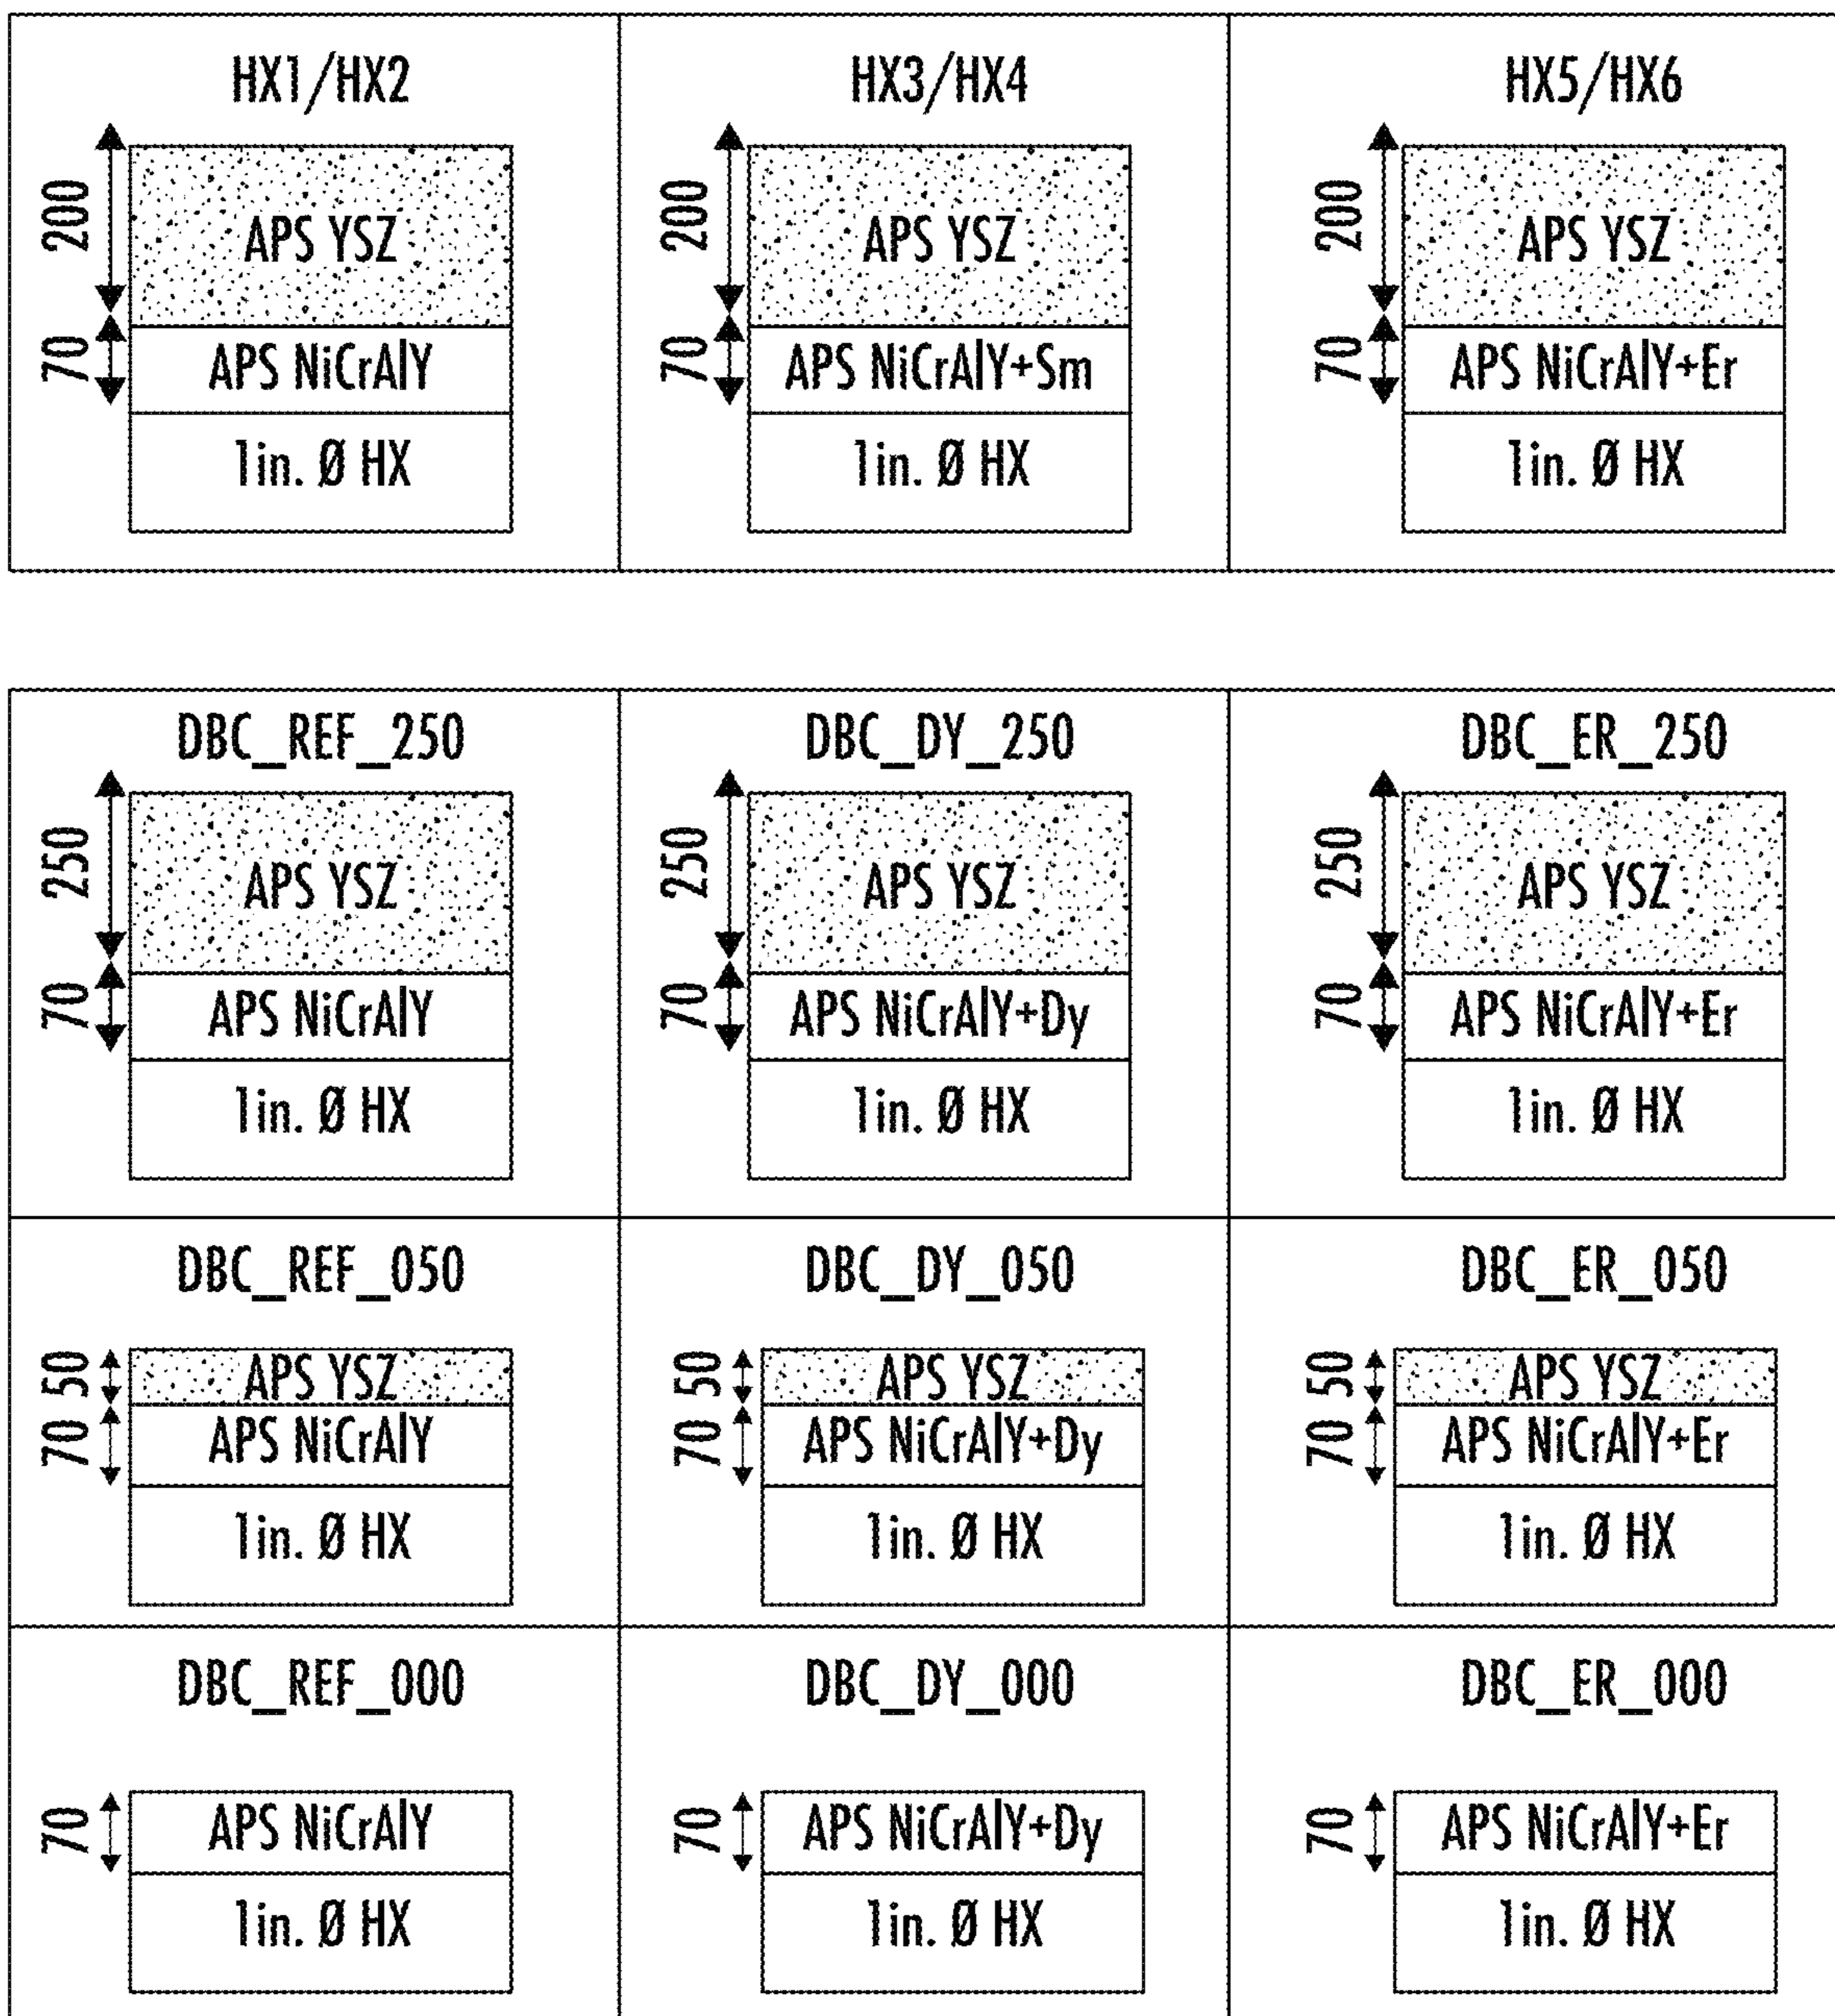 HX1/HX2
200
APS YSZ
70
APS NiCrAlY
1in. Ø HX
HX3/HX4
200
APS YSZ
70
APS NiCrAlY+Sm
1in. Ø HX
HX5/HX6
200
APS YSZ
70
APS NiCrAlY+Er
1in. Ø HX
DBC_REF_250
250
APS YSZ
70
APS NiCrAlY
1in. Ø HX
DBC_DY_250
250
APS YSZ
70
APS NiCrAlY+Dy
1in. Ø HX
DBC_ER_250
250
APS YSZ
70
APS NiCrAlY+Er
1in. Ø HX
DBC_REF_050
50
APS YSZ
70
APS NiCrAlY
1in. Ø HX
DBC_DY_050
50
APS YSZ
70
APS NiCrAlY+Dy
1in. Ø HX
DBC_ER_050
50
APS YSZ
70
APS NiCrAlY+Er
1in. Ø HX
DBC_REF_000
70
APS NiCrAlY
1in. Ø HX
DBC_DY_000
70
APS NiCrAlY+Dy
1in. Ø HX
DBC_ER_000
70
APS NiCrAlY+Er
1in. Ø HX